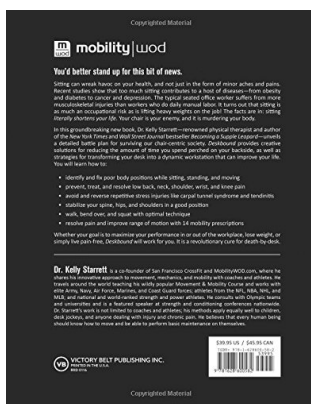 Copyrighted Material
m wod mobility|wod
You'd better stand up for this bit of news.
Sitting can wreak havoc on your health, and not just in the form of minor aches and pains.
Recent studies show that too much sitting contributes to a host of diseases—from obesity
and diabetes to cancer and depression. The typical seated office worker suffers from more
musculoskeletal injuries than workers who do daily manual labor. It turns out that sitting is
as much an occupational risk as is lifting heavy weights on the job! The facts are in: sitting
literally shortens your life. Your chair is your enemy, and it is murdering your body.
In this groundbreaking new book, Dr. Kelly Starrett—renowned physical therapist and author
of the New York Times and Wall Street Journal bestseller Becoming a Supple Leopard—unveils
a detailed battle plan for surviving our chair-centric society. Deskbound provides creative
solutions for reducing the amount of time you spend perched on your backside, as well as
strategies for transforming your desk into a dynamic workstation that can improve your life.
You will learn how to:
• identify and fix poor body positions while sitting, standing, and moving
• prevent, treat, and resolve low back, neck, shoulder, wrist, and knee pain
• avoid and reverse repetitive stress injuries like carpal tunnel syndrome and tendinitis
• stabilize your spine, hips, and shoulders in a good position
• walk, bend over, and squat with optimal technique
• resolve pain and improve range of motion with 14 mobility prescriptions
Whether your goal is to maximize your performance in or out of the workplace, lose weight, or
simply live pain-free, Deskbound will work for you. It is a revolutionary cure for death-by-desk.
Dr. Kelly Starrett is a co-founder of San Francisco CrossFit and MobilityWOD.com, where he
shares his innovative approach to movement, mechanics, and mobility with coaches and athletes. He
travels around the world teaching his wildly popular Movement & Mobility Course and works with
elite Army, Navy, Air Force, Marines, and Coast Guard forces; athletes from the NFL, NBA, NHL, and
MLB; and national and world-ranked strength and power athletes. He consults with Olympic teams
and universities and is a featured speaker at strength and conditioning conferences nationwide.
Dr. Starrett's work is not limited to coaches and athletes; his methods apply equally well to children,
desk jockeys, and anyone dealing with injury and chronic pain. He believes that every human being
should know how to move and be able to perform basic maintenance on themselves.
$39.95 US / $45.95 CAN
VB VICTORY BELT PUBLISHING INC.
PRINTED IN THE U.S.A.
Copyrighted Material